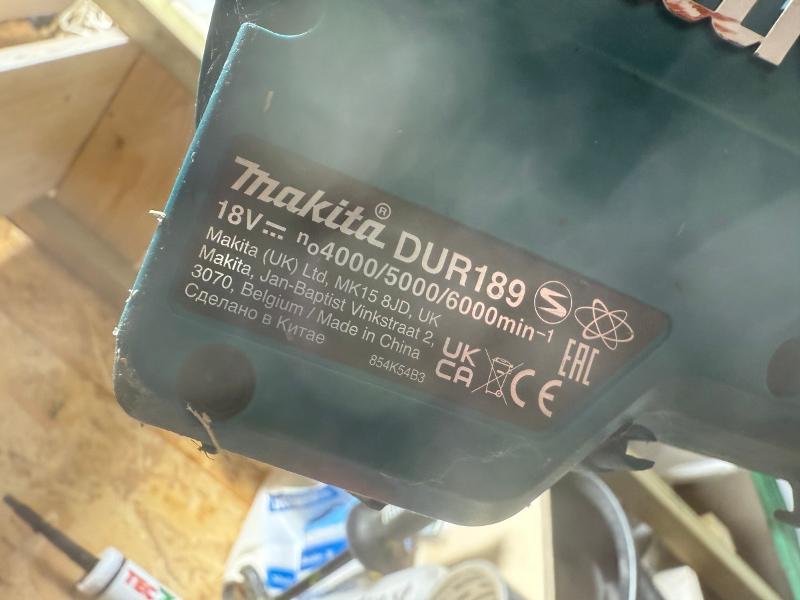 makita®
DUR189
18V n₀4000/5000/6000min⁻¹
Makita (UK) Ltd, MK15 8JD, UK
Makita, Jan-Baptist Vinkstraat 2,
3070, Belgium / Made in China
Сделано в Китае
854K54B3
UK
CA
CE
EAC
TEC7